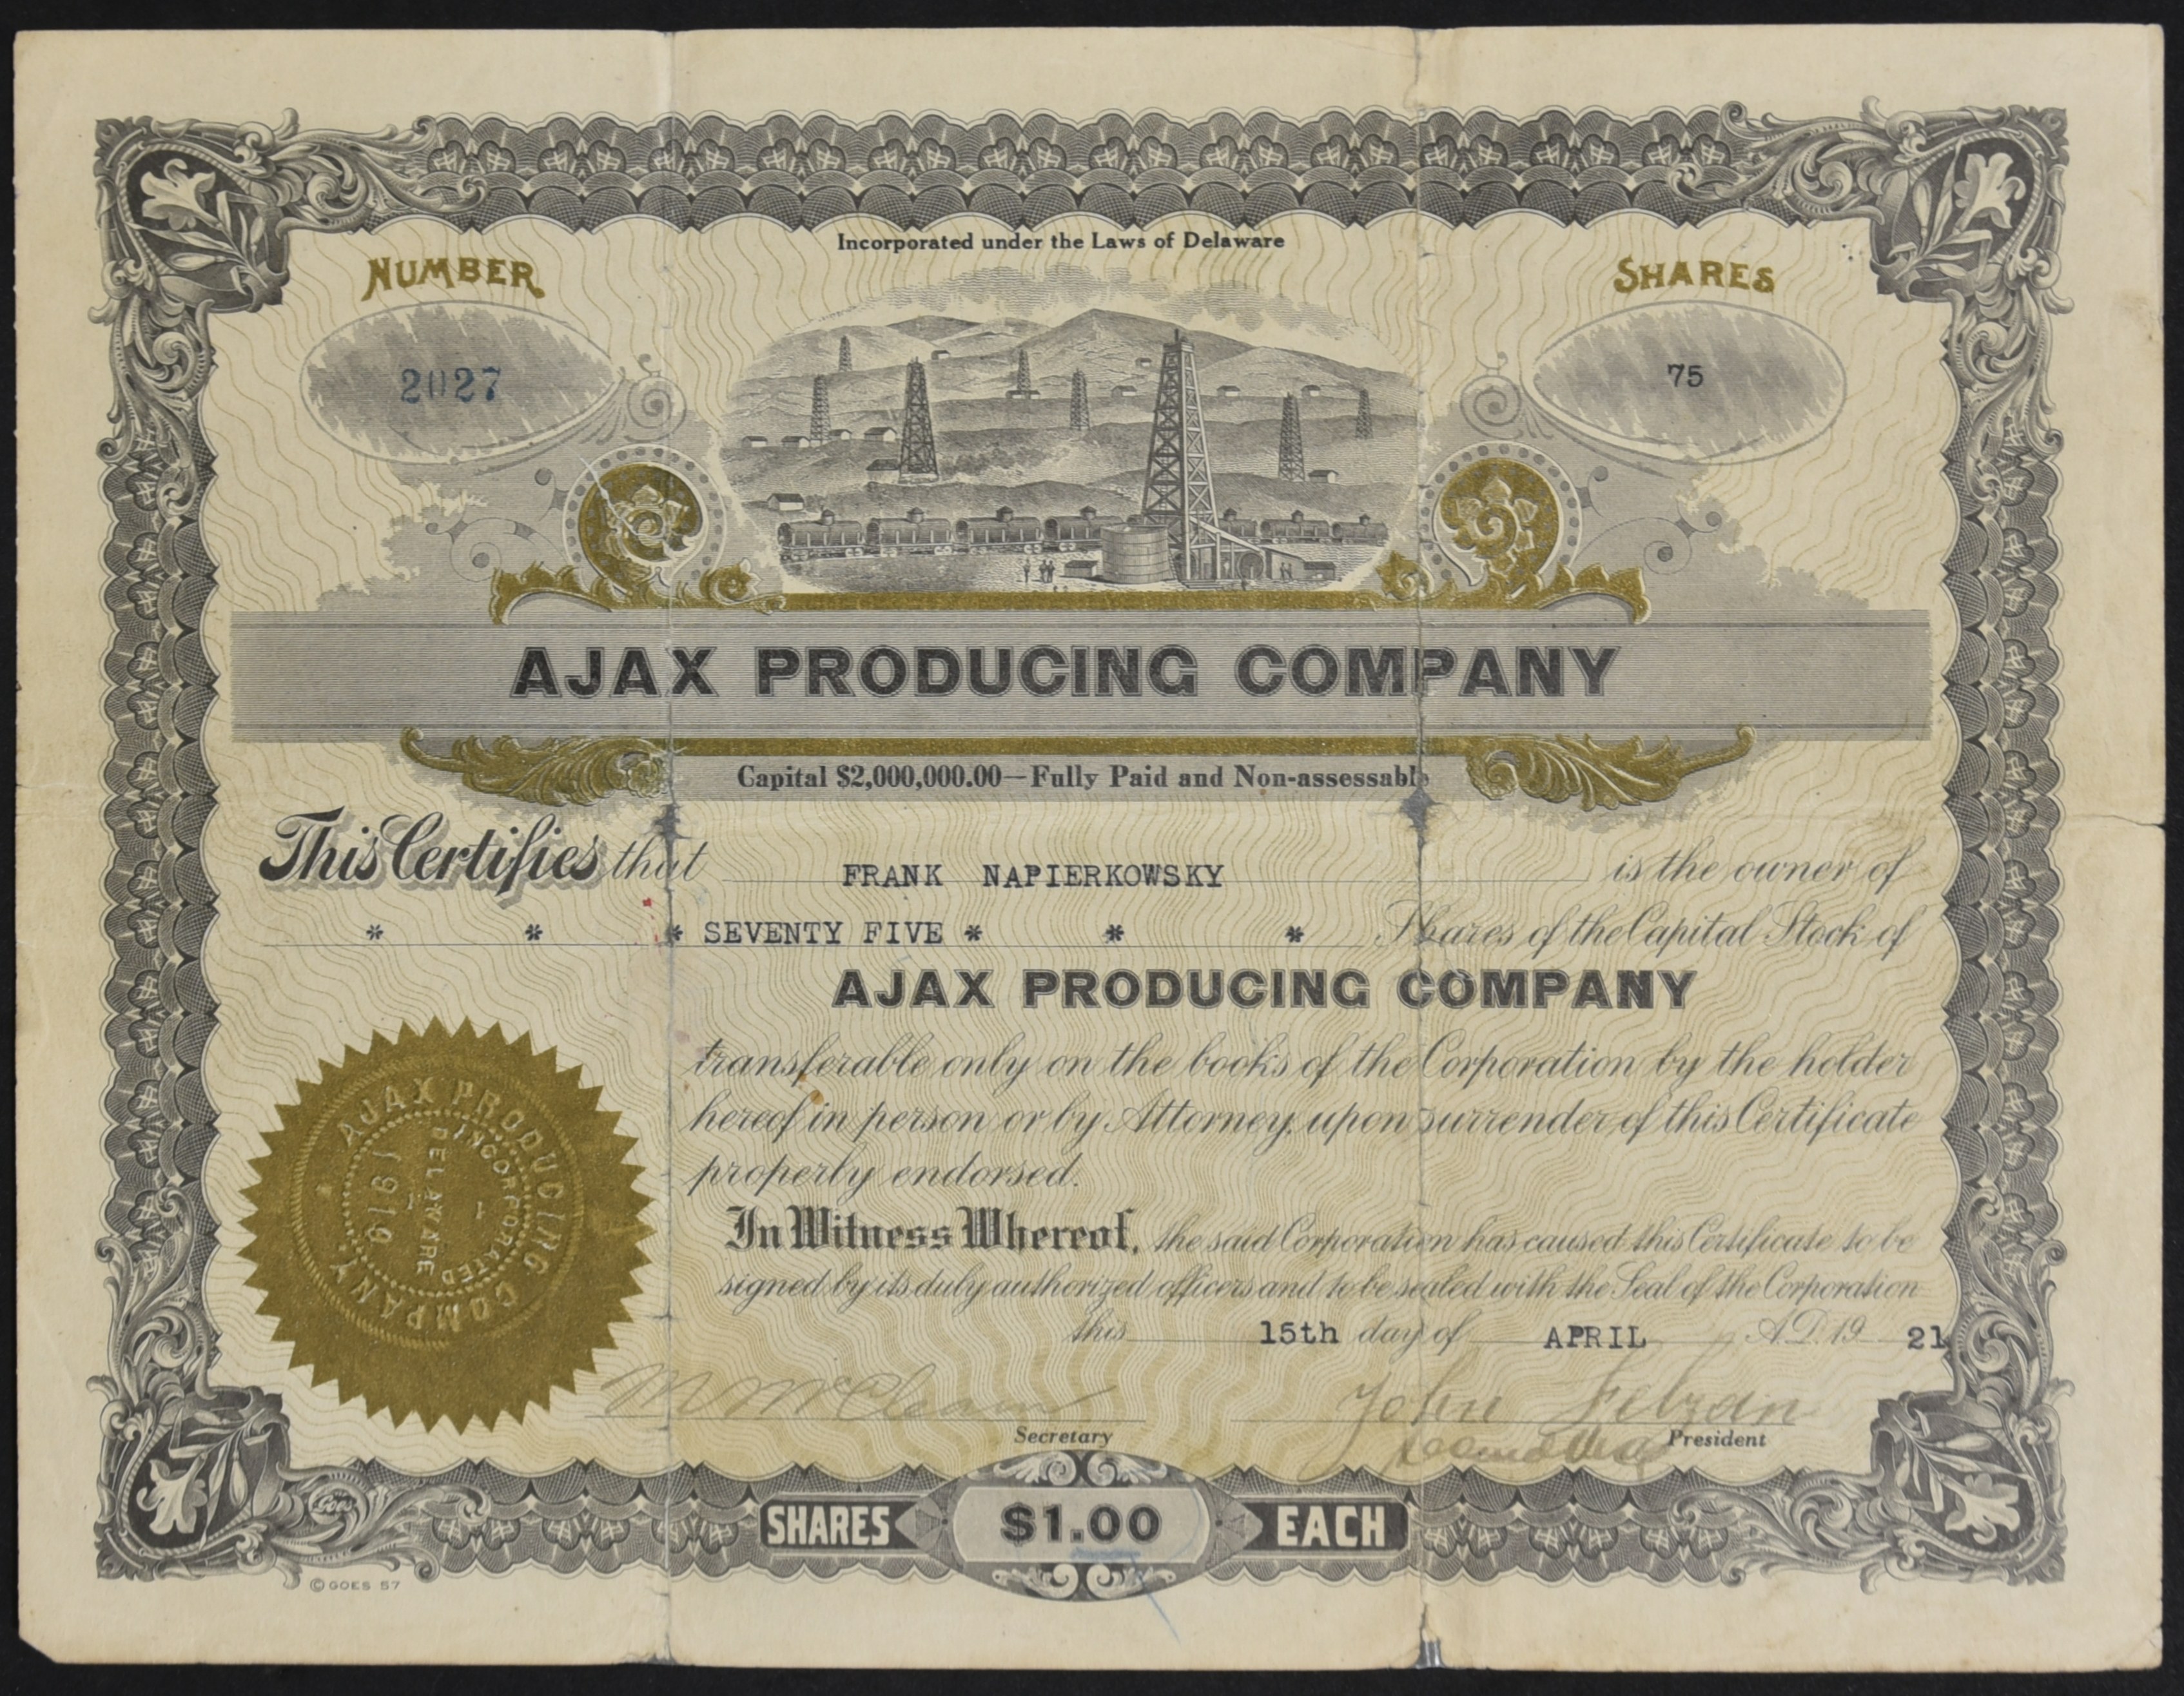 Incorporated under the Laws of Delaware
NUMBER
SHARES
2027
75
AJAX PRODUCING COMPANY
Capital $2,000,000.00—Fully Paid and Non-assessable
This Certifies that FRANK NAPIERKOWSKY is the owner of
* * * SEVENTY FIVE * * * Shares of the Capital Stock of
AJAX PRODUCING COMPANY
transferable only on the books of the Corporation by the holder
hereof in person or by Attorney, upon surrender of this Certificate
properly endorsed.
In Witness Whereof, the said Corporation has caused this Certificate to be
signed by its duly authorized officers and to be sealed with the Seal of the Corporation
this 15th day of APRIL A.D. 19 21
AJAX PRODUCING COMPANY
INCORPORATED
DELAWARE
1919
John
Secretary
President
SHARES $1.00 EACH
Goes
© GOES 57